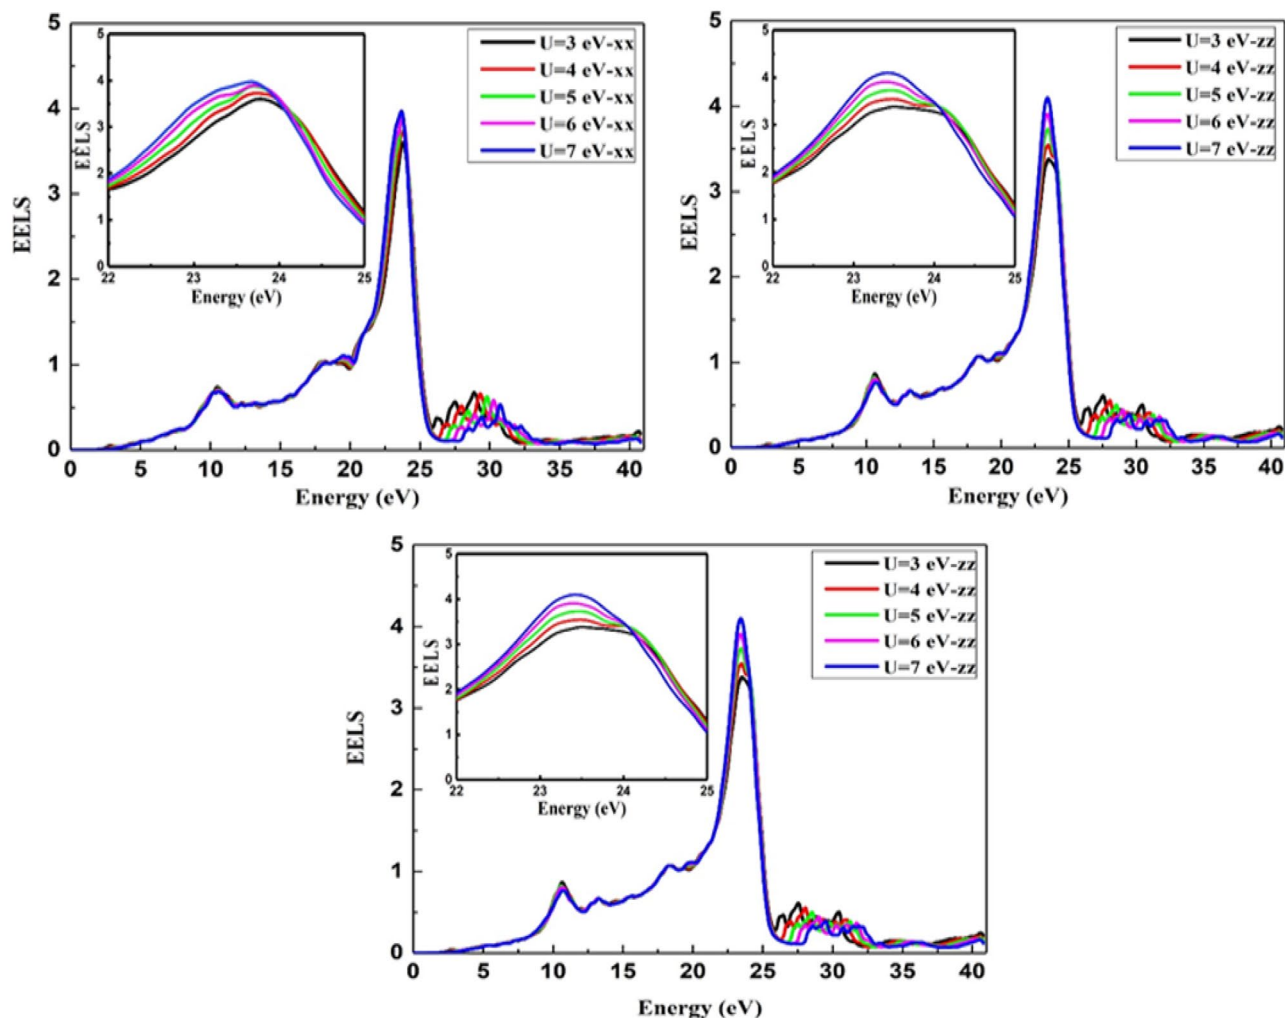 5
4
3
2
1
0
EELS
5
4
3
2
1
0
EELS
22 23 24 25
Energy (eV)
U=3 eV-xx
U=4 eV-xx
U=5 eV-xx
U=6 eV-xx
U=7 eV-xx
0 5 10 15 20 25 30 35 40
Energy (eV)
5
4
3
2
1
0
EELS
5
4
3
2
1
0
EELS
22 23 24 25
Energy (eV)
U=3 eV-zz
U=4 eV-zz
U=5 eV-zz
U=6 eV-zz
U=7 eV-zz
0 5 10 15 20 25 30 35 40
Energy (eV)
5
4
3
2
1
0
EELS
5
4
3
2
1
0
EELS
22 23 24 25
Energy (eV)
U=3 eV-zz
U=4 eV-zz
U=5 eV-zz
U=6 eV-zz
U=7 eV-zz
0 5 10 15 20 25 30 35 40
Energy (eV)